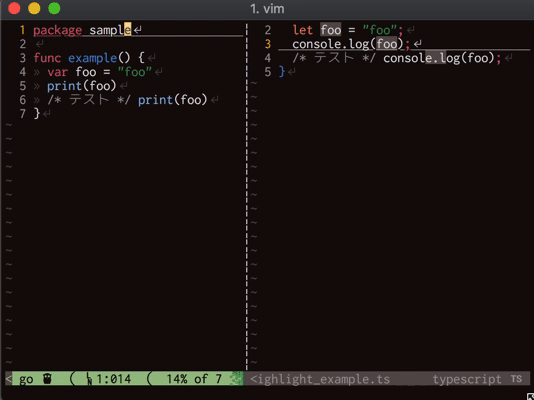 1. vim
1 package sample
2
3 func example() {
4 » var foo = "foo"
5 » print(foo)
6 » /* テスト */ print(foo)
7 }
2 let foo = "foo";
3 console.log(foo);
4 /* テスト */ console.log(foo);
5 }
< go 1:014 ( 14% of 7
<ighlight_example.ts typescript TS